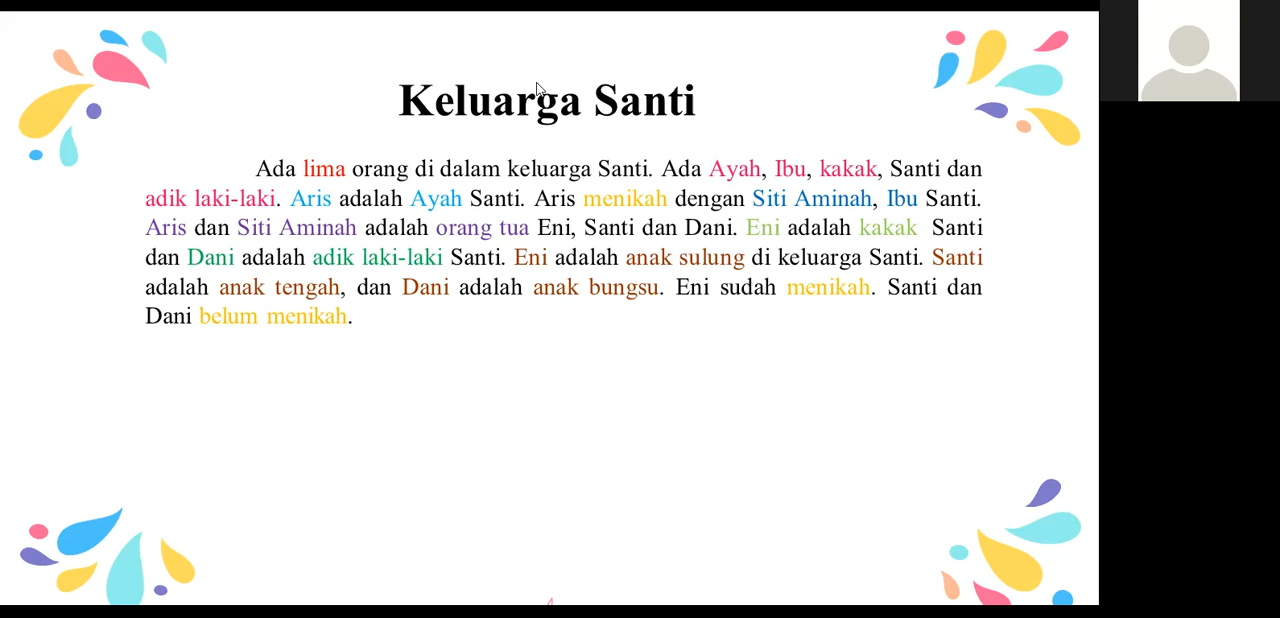 Keluarga Santi
Ada lima orang di dalam keluarga Santi. Ada Ayah, Ibu, kakak, Santi dan
adik laki-laki. Aris adalah Ayah Santi. Aris menikah dengan Siti Aminah, Ibu Santi.
Aris dan Siti Aminah adalah orang tua Eni, Santi dan Dani. Eni adalah kakak Santi
dan Dani adalah adik laki-laki Santi. Eni adalah anak sulung di keluarga Santi. Santi
adalah anak tengah, dan Dani adalah anak bungsu. Eni sudah menikah. Santi dan
Dani belum menikah.